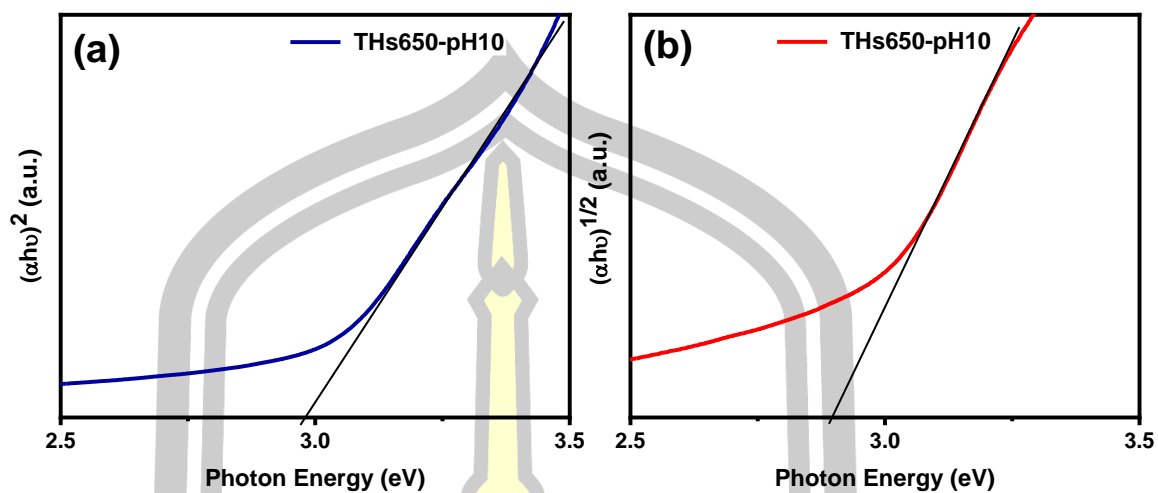 (a)
THs650-pH10
(αhυ)² (a.u.)
2.5 3.0 3.5
Photon Energy (eV)
(b)
THs650-pH10
(αhυ)¹/² (a.u.)
2.5 3.0 3.5
Photon Energy (eV)